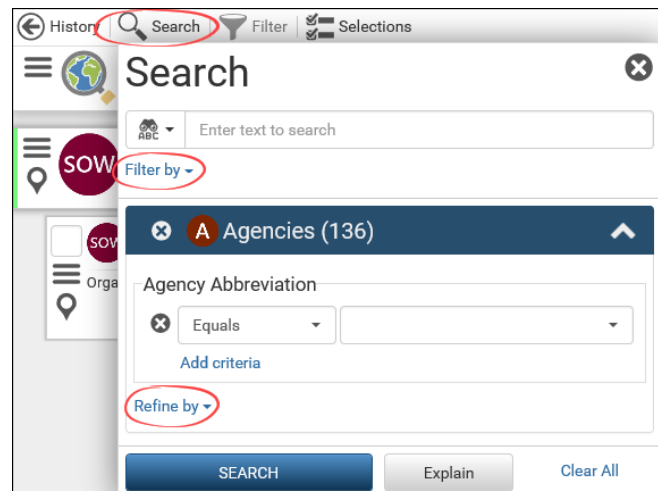 History Search Filter Selections
Search
ABC Enter text to search
SOW
Filter by
A Agencies (136)
SOW
Orga
Agency Abbreviation
Equals
Add criteria
Refine by
SEARCH Explain Clear All